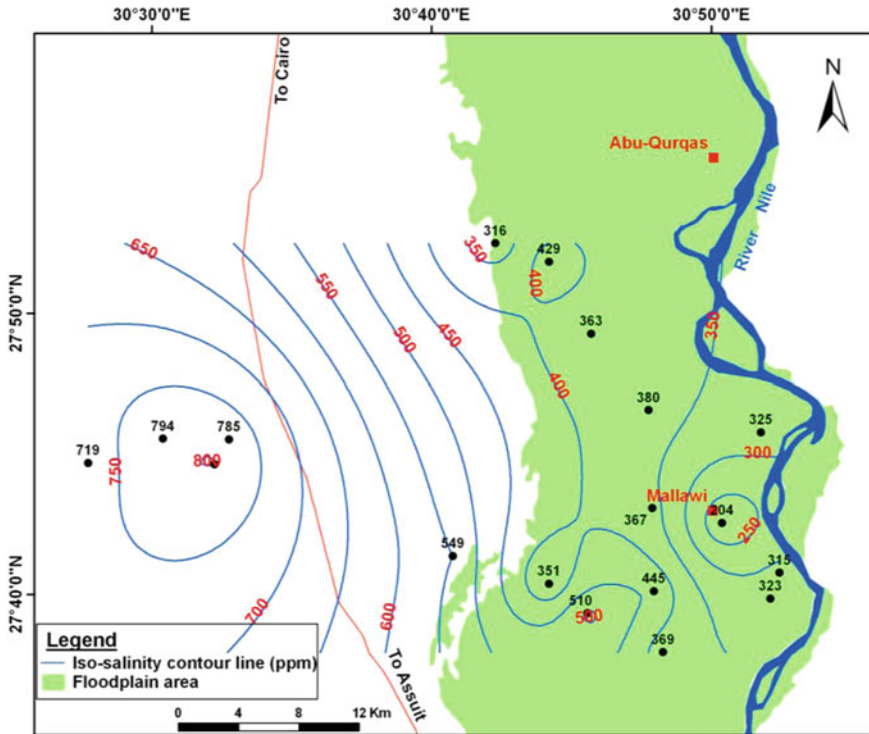 30°30'0"E 30°40'0"E 30°50'0"E
To Cairo
N
Abu-Qurqas
River Nile
27°50'0"N
27°40'0"N
650
550
500
450
350
316
429
400
363
350
400
380
325
300
719
794
785
750
800
Mallawi
204
367
250
549
351
315
445
323
510
369
700
600
To Assuit
Legend
Iso-salinity contour line (ppm)
Floodplain area
0 4 8 12 Km